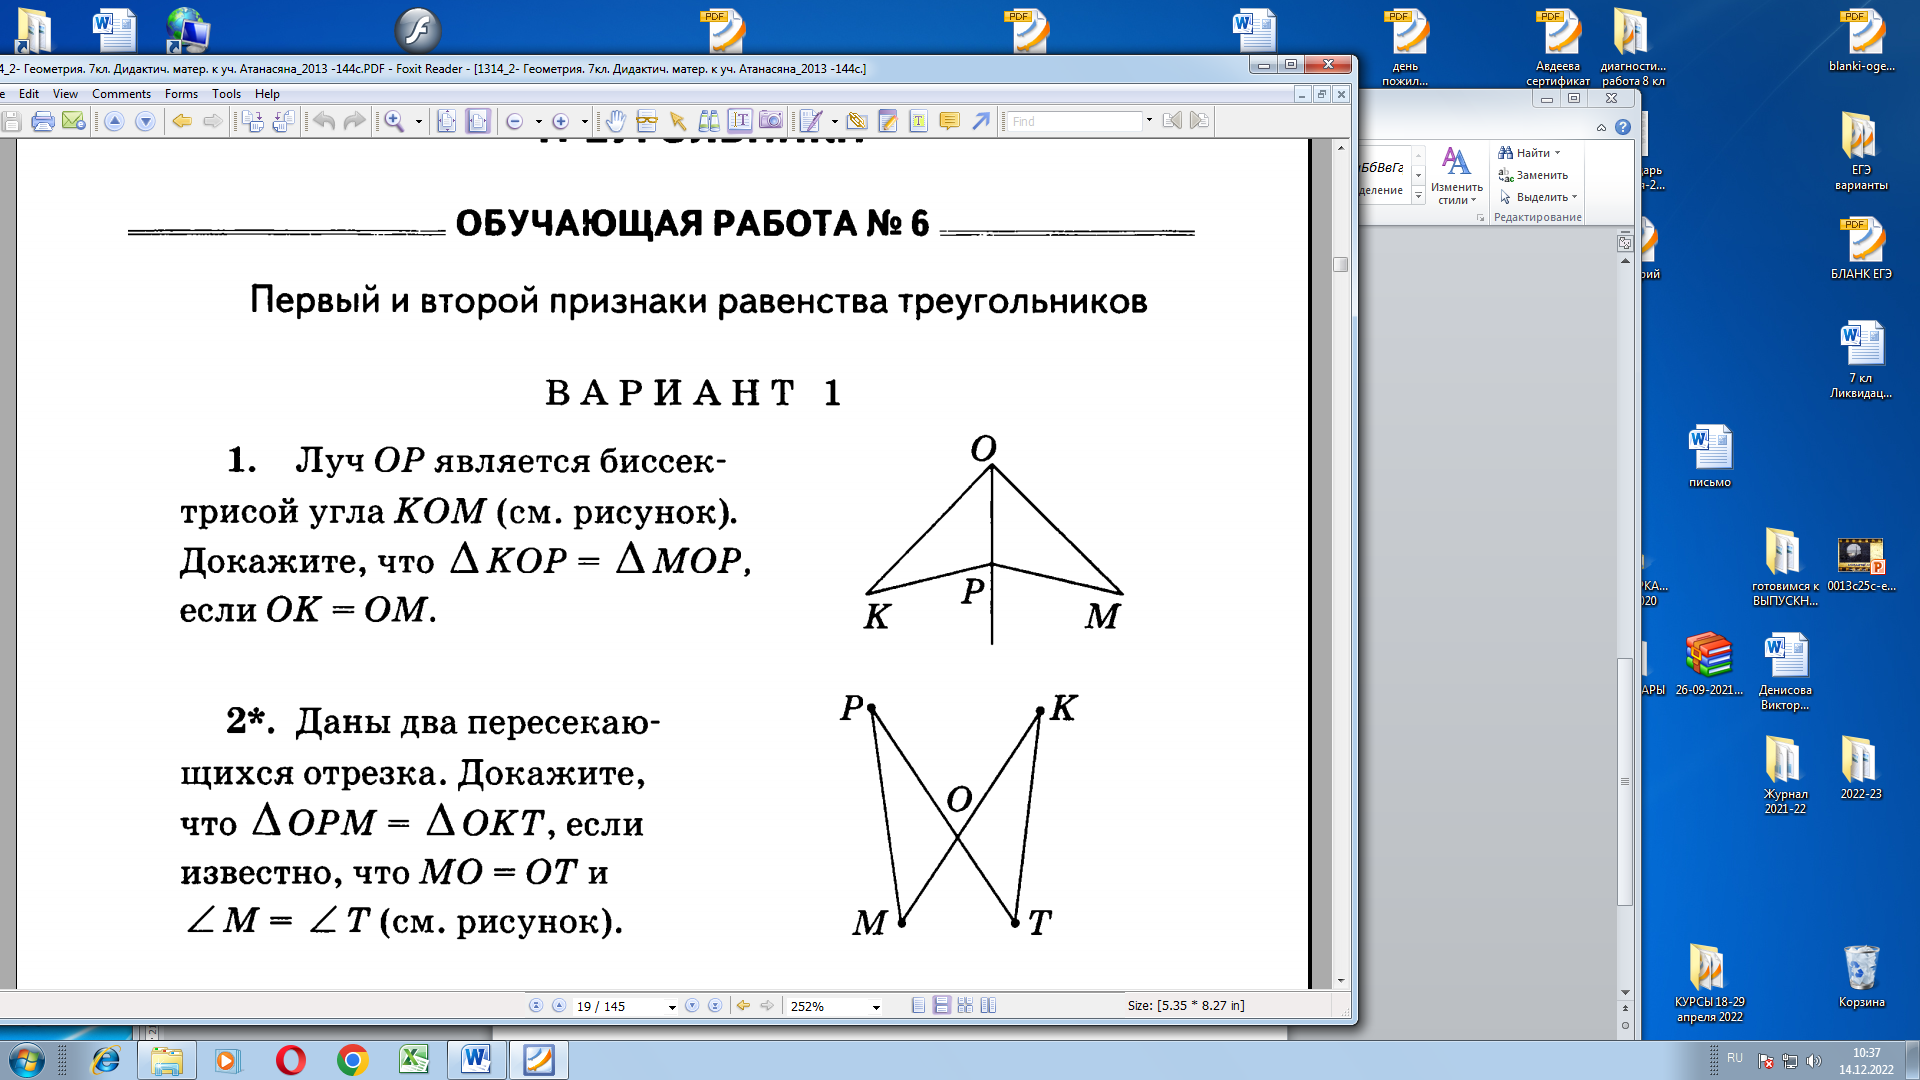 день
пожил...
Авдеева
сертификат
диагности...
работа 8 кл
blanki-oge...
4_2- Геометрия. 7кл. Дидактич. матер. к уч. Атанасяна_2013 -144с.PDF - Foxit Reader - [1314_2- Геометрия. 7кл. Дидактич. матер. к уч. Атанасяна_2013 -144с.]
e Edit View Comments Forms Tools Help
Find
ОБУЧАЮЩАЯ РАБОТА № 6
Первый и второй признаки равенства треугольников
ВАРИАНТ 1
1. Луч OP является биссек-
трисой угла KOM (см. рисунок).
Докажите, что △KOP = △MOP,
если OK = OM.
O
P
K
M
2*. Даны два пересекаю-
щихся отрезка. Докажите,
что △OPM = △OKT, если
известно, что MO = OT и
∠M = ∠T (см. рисунок).
P
K
O
M
T
19 / 145
252%
Size: [5.35 * 8.27 in]
Изменить
стили
Найти
Заменить
Выделить
Редактирование
ЕГЭ
варианты
БЛАНК ЕГЭ
7 кл
Ликвидац...
письмо
готовимся к
ВЫПУСКН...
0013c25c-e...
26-09-2021...
Денисова
Виктор...
Журнал
2021-22
2022-23
КУРСЫ 18-29
апреля 2022
Корзина
RU
10:37
14.12.2022